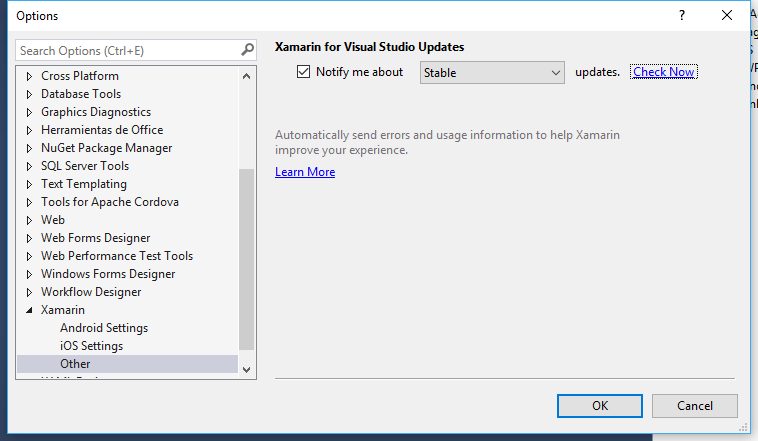 Options
?
Search Options (Ctrl+E)
Cross Platform
Database Tools
Graphics Diagnostics
Herramientas de Office
NuGet Package Manager
SQL Server Tools
Text Templating
Tools for Apache Cordova
Web
Web Forms Designer
Web Performance Test Tools
Windows Forms Designer
Workflow Designer
Xamarin
Android Settings
iOS Settings
Other
Xamarin for Visual Studio Updates
Notify me about Stable updates. Check Now
Automatically send errors and usage information to help Xamarin
improve your experience.
Learn More
OK Cancel